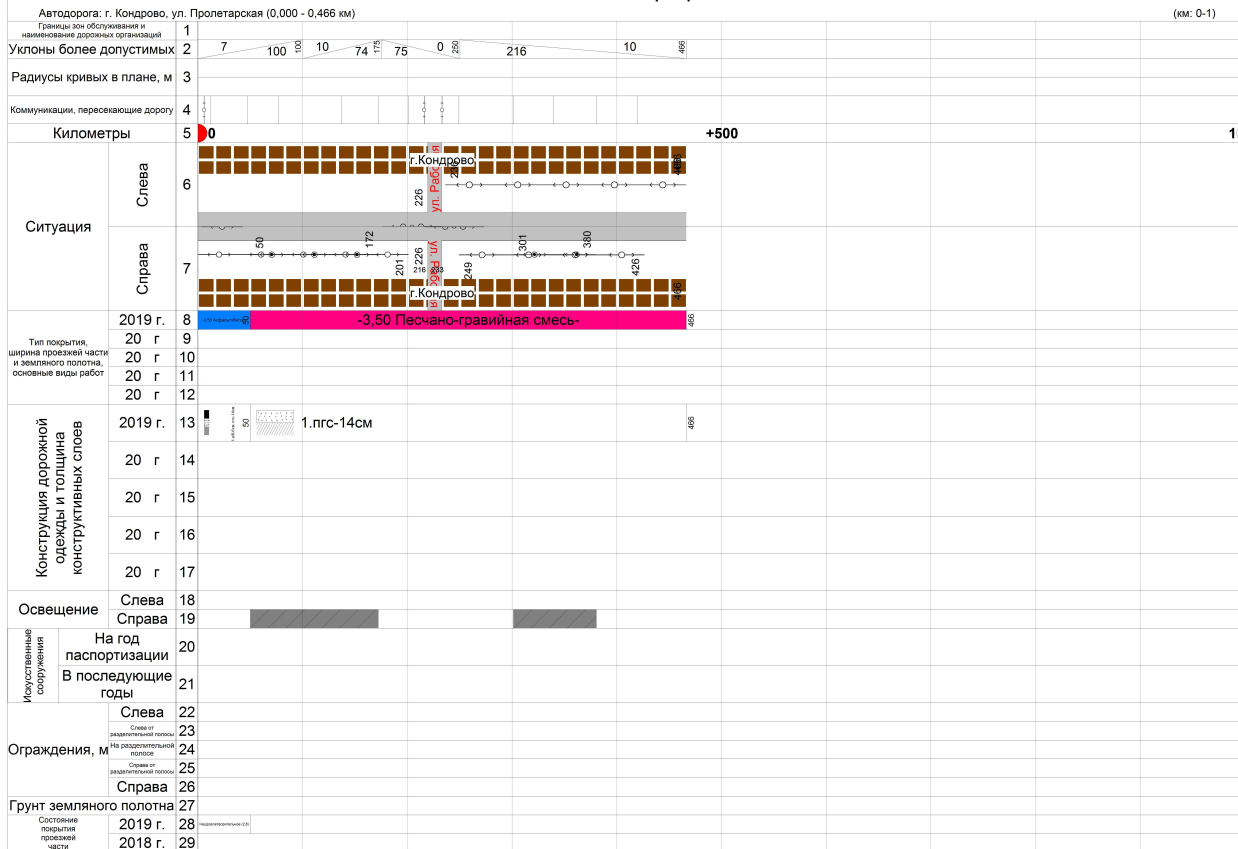 Автодорога: г. Кондрово, ул. Пролетарская (0,000 - 0,466 км)
(км: 0-1)
Границы зон обслуживания и
наименование дорожных организаций
1
Уклоны более допустимых 2
7 100 100 10 74 175 75 0 250 216 10 466
Радиусы кривых в плане, м 3
Коммуникации, пересекающие дорогу 4
Километры 5 0 +500
Ситуация
Слева 6
г.Кондрово
ул. Рабо
226
Справа 7
50 172 201 226 216 233 249 301 380 426 466
ул. Рабо
г.Кондрово
Тип покрытия,
ширина проезжей части
и земляного полотна,
основные виды работ
2019 г. 8 50 -3,50 Песчано-гравийная смесь- 466
20 г 9
20 г 10
20 г 11
20 г 12
Конструкция дорожной
одежды и толщина
конструктивных слоев
2019 г. 13 50 1.пгс-14см 466
20 г 14
20 г 15
20 г 16
20 г 17
Освещение
Слева 18
Справа 19
Искусственные
сооружения
На год
паспортизации
20
В последующие
годы
21
Ограждения, м
Слева 22
Слева от
разделительной полосы
23
На разделительной
полосе
24
Справа от
разделительной полосы
25
Справа 26
Грунт земляного полотна 27
Состояние
покрытия
проезжей
части
2019 г. 28
2018 г. 29